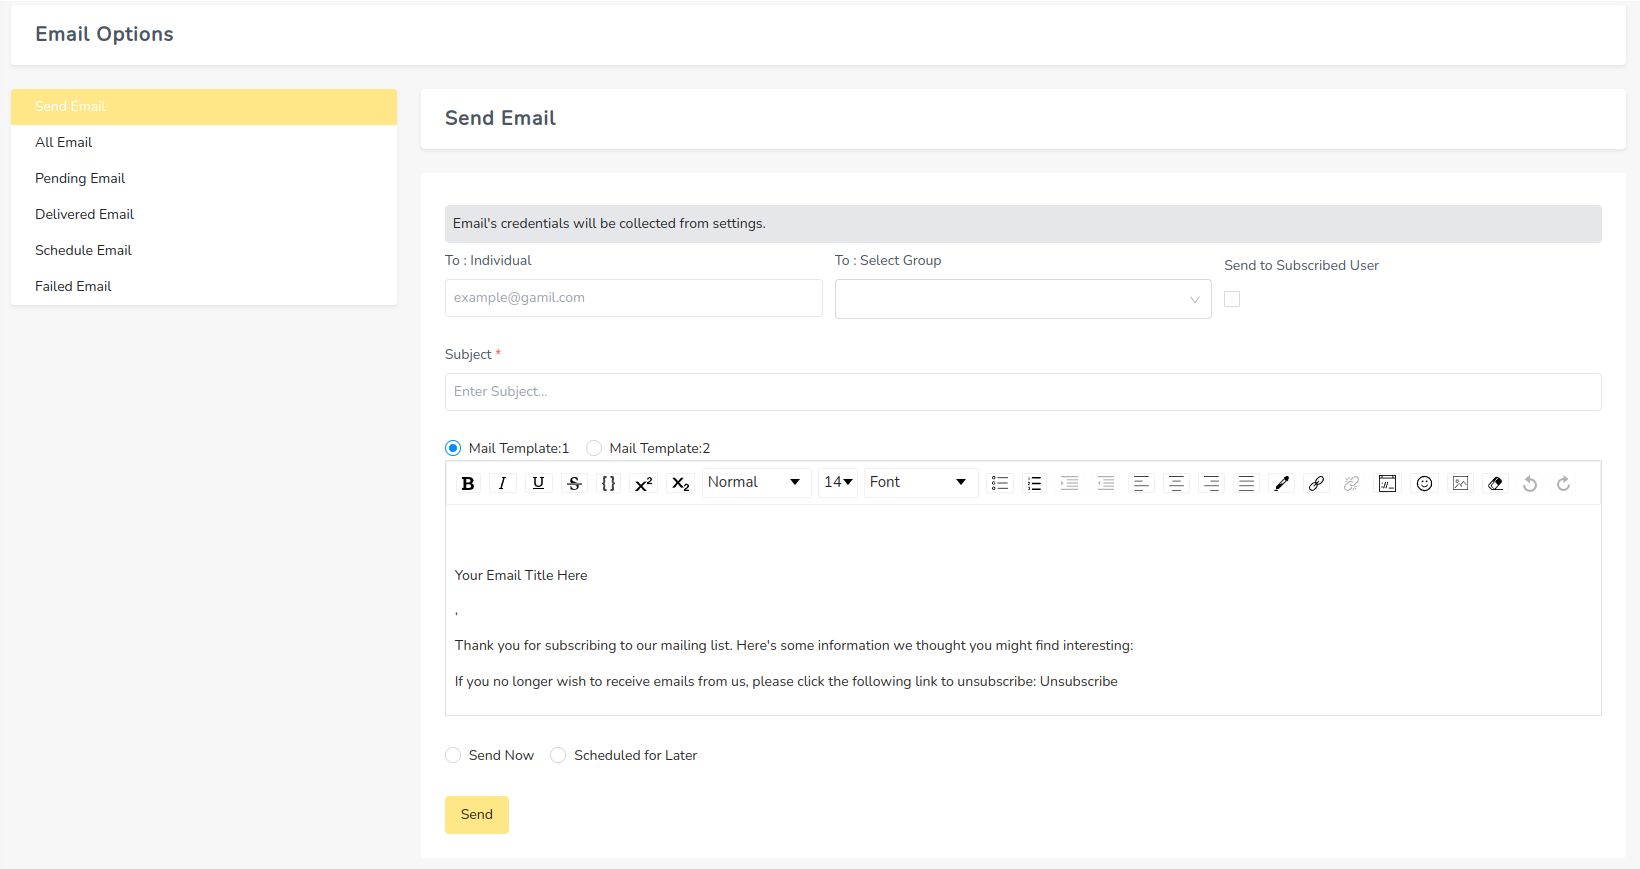 Email Options
Send Email
All Email
Pending Email
Delivered Email
Schedule Email
Failed Email
Send Email
Email's credentials will be collected from settings.
To : Individual To : Select Group Send to Subscribed User
example@gamil.com
Subject *
Enter Subject...
Mail Template:1 Mail Template:2
B I U S {} x² x₂ Normal 14 Font
Your Email Title Here
,
Thank you for subscribing to our mailing list. Here's some information we thought you might find interesting:
If you no longer wish to receive emails from us, please click the following link to unsubscribe: Unsubscribe
Send Now Scheduled for Later
Send